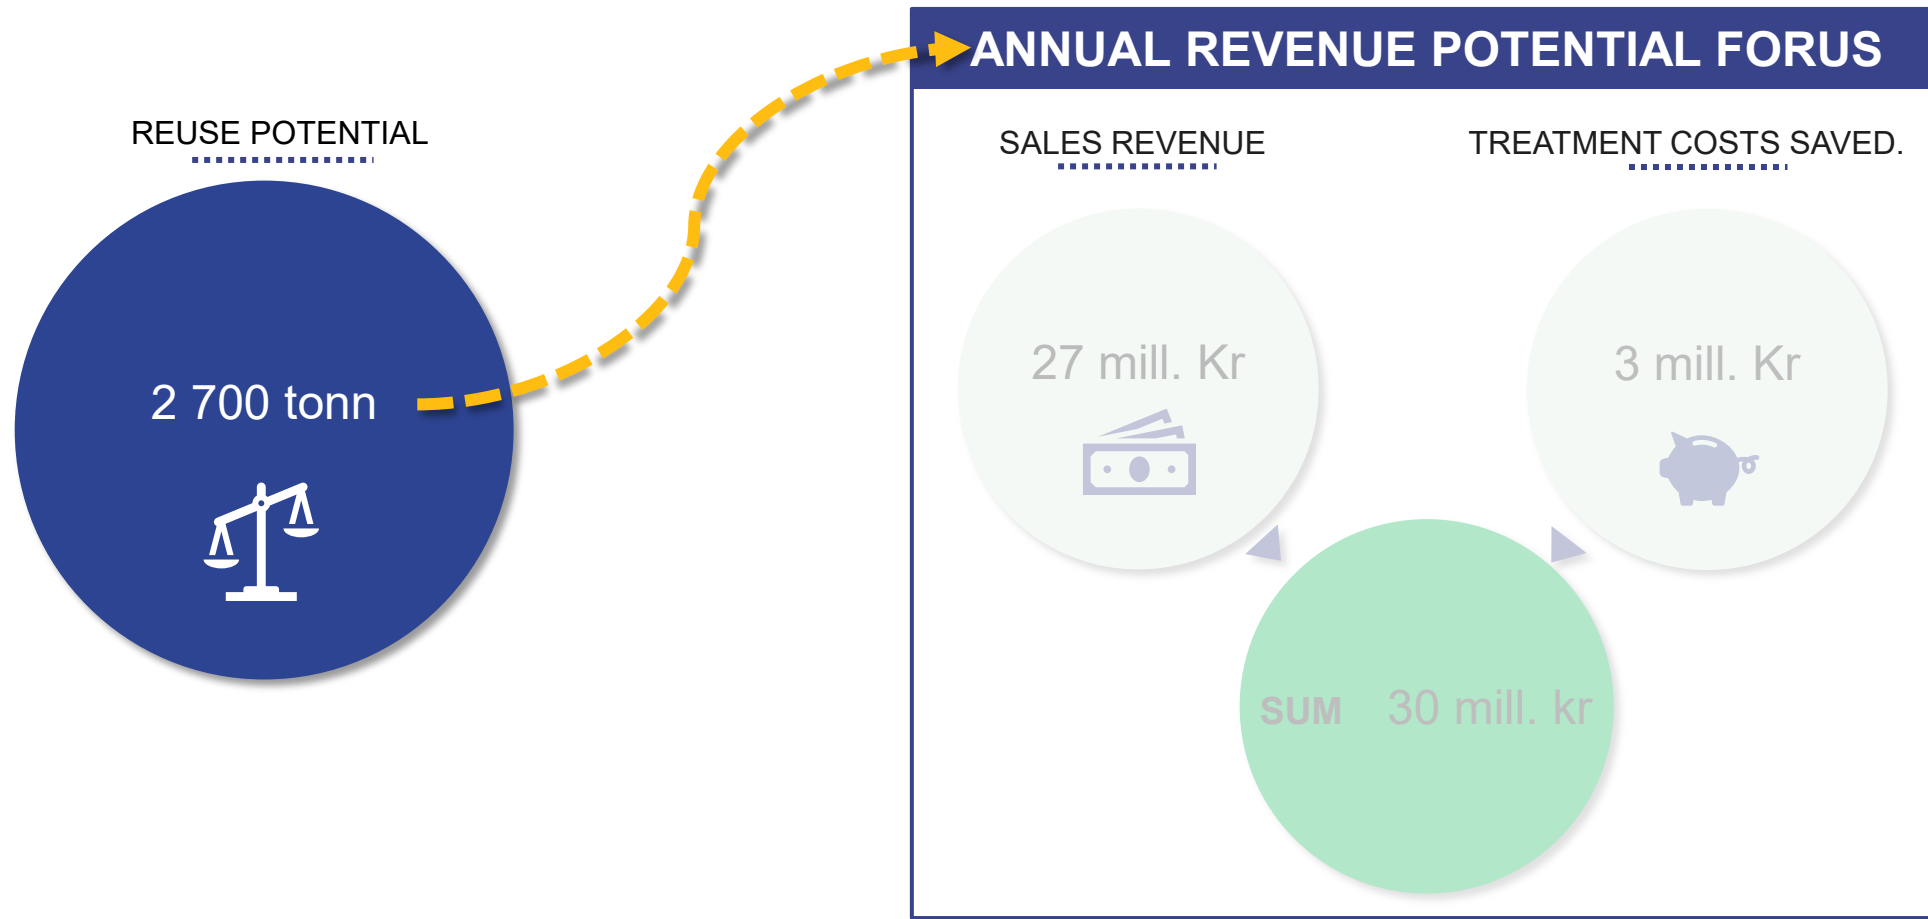 ANNUAL REVENUE POTENTIAL FORUS
REUSE POTENTIAL
SALES REVENUE
TREATMENT COSTS SAVED.
2 700 tonn
27 mill. Kr
3 mill. Kr
SUM 30 mill. kr